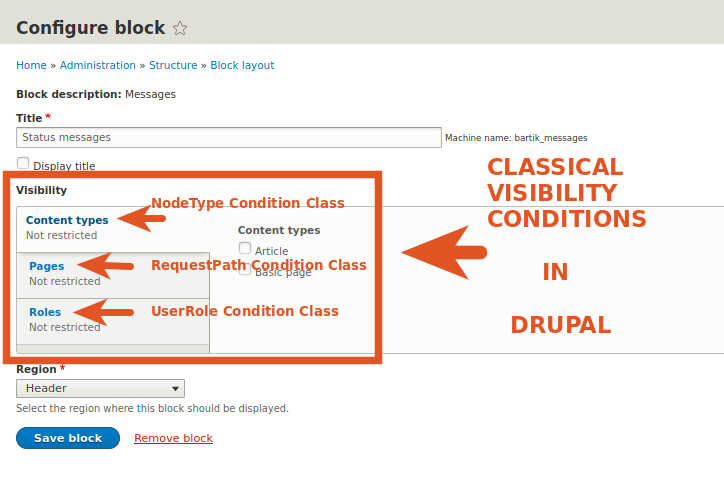 Configure block
Home » Administration » Structure » Block layout
Block description: Messages
Title *
Status messages
Machine name: bartik_messages
Display title
CLASSICAL
VISIBILITY
CONDITIONS
IN
DRUPAL
Visibility
NodeType Condition Class
Content types
Not restricted
Content types
Article
Pages
RequestPath Condition Class
Basic page
Not restricted
Roles
UserRole Condition Class
Not restricted
Region *
Header
Select the region where this block should be displayed.
Save block
Remove block